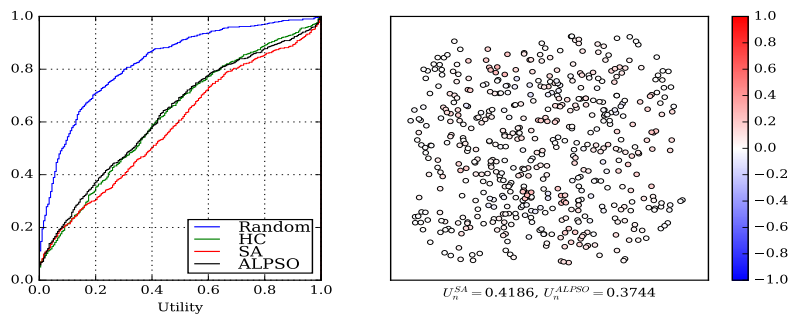 1.0
0.8
0.6
0.4
0.2
0.0
0.0 0.2 0.4 0.6 0.8 1.0
Utility
Random
HC
SA
ALPSO
U_n^{SA} = 0.4186, U_n^{ALPSO} = 0.3744
1.0
0.8
0.6
0.4
0.2
0.0
−0.2
−0.4
−0.6
−0.8
−1.0